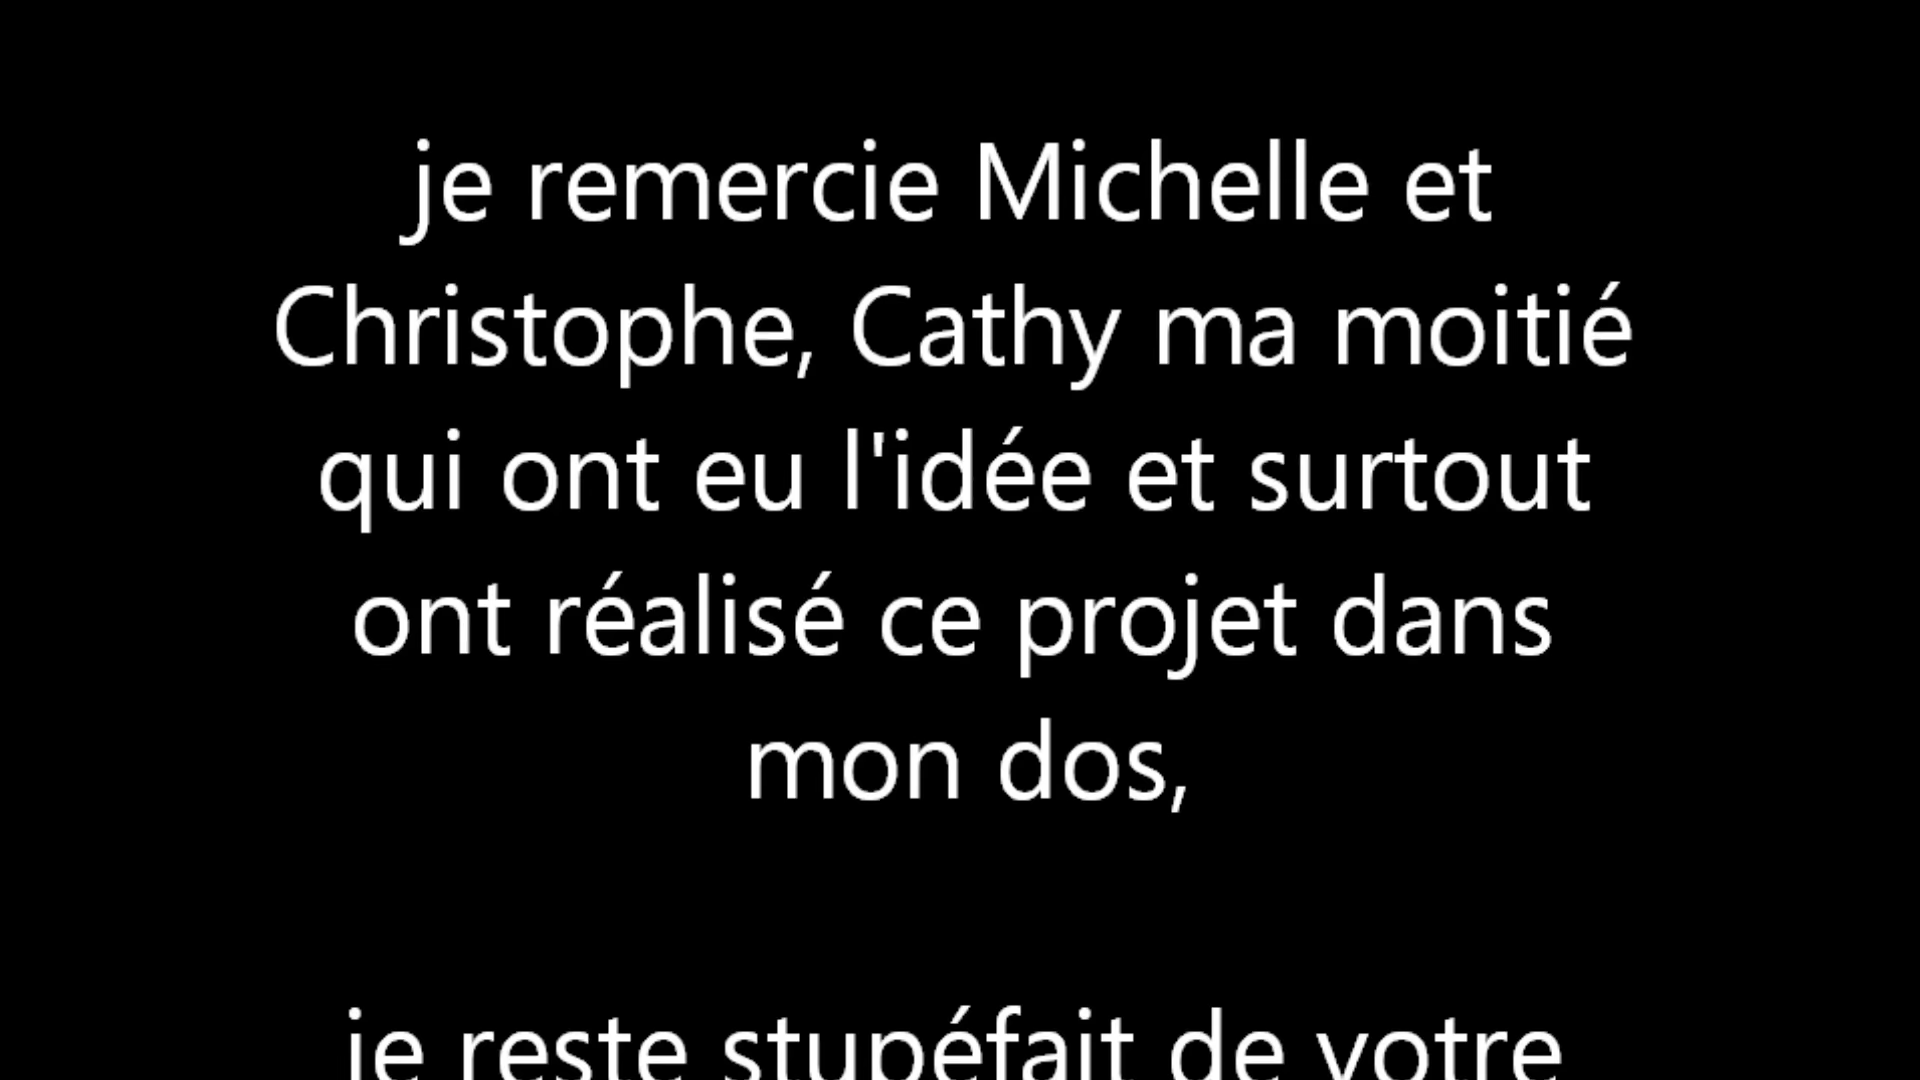 je remercie Michelle et
Christophe, Cathy ma moitié
qui ont eu l'idée et surtout
ont réalisé ce projet dans
mon dos,
je reste stupéfait de votre